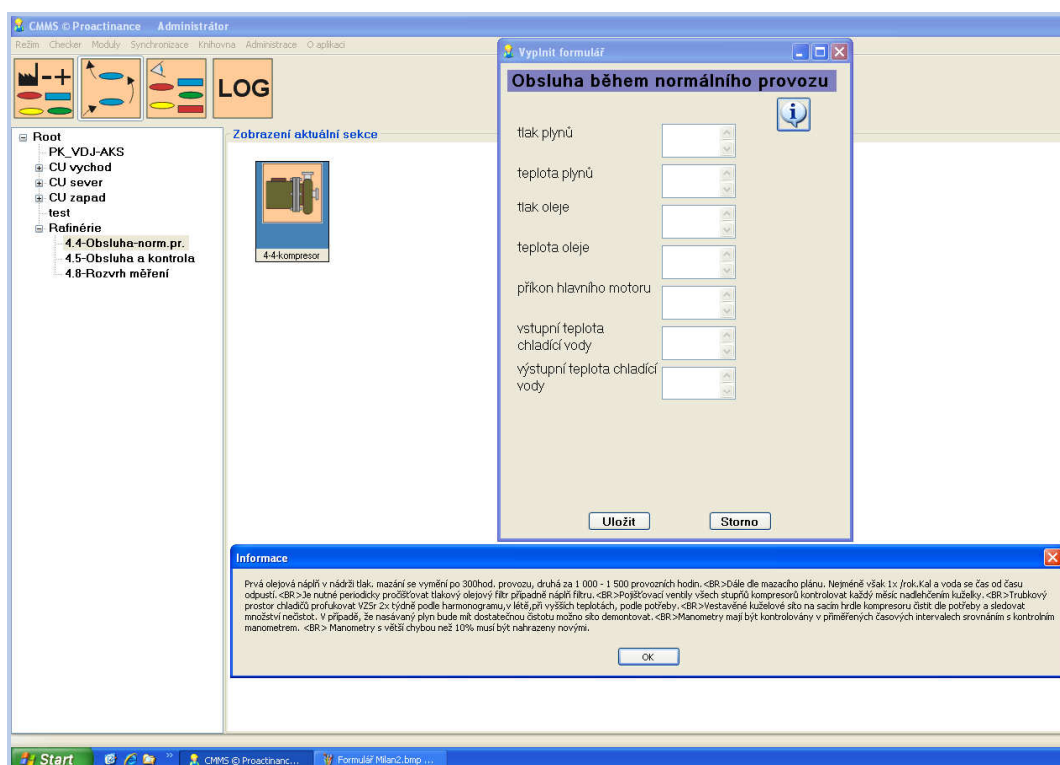 CMMS © Proactinance Administrátor
Režim Checker Moduly Synchronizace Knihovna Administrace O aplikaci
LOG
Root
PK_VDJ-AKS
CU vychod
CU sever
CU zapad
test
Rafinérie
4.4-Obsluha-norm.pr.
4.5-Obsluha a kontrola
4.8-Rozvrh měření
Zobrazení aktuální sekce
4-4-kompresor
Vyplnit formulář
Obsluha během normálního provozu
tlak plynů
teplota plynů
tlak oleje
teplota oleje
příkon hlavního motoru
vstupní teplota
chladící vody
výstupní teplota chladící
vody
Uložit Storno
Informace
Prvá olejová náplň v nádrži tlak. mazání se vymění po 300hod. provozu, druhá za 1 000 - 1 500 provozních hodin.<BR>Dále dle mazacího plánu. Nejméně však 1x /rok.Kal a voda se čas od času
odpustí.<BR>Je nutné periodicky pročišťovat tlakový olejový filtr případně náplň filtru.<BR>Pojišťovací ventily všech stupňů kompresorů kontrolovat každý měsíc nadlehčením kuželky.<BR>Trubkový
prostor chladičů profukovat VZSr 2x týdně podle harmonogramu,v létě,při vyšších teplotách, podle potřeby.<BR>Vestavěné kuželové síto na sacím hrdle kompresoru čistit dle potřeby a sledovat
množství nečistot. V případě, že nasávaný plyn bude mít dostatečnou čistotu možno síto demontovat.<BR>Manometry mají být kontrolovány v přiměřených časových intervalech srovnáním s kontrolním
manometrem. <BR> Manometry s větší chybou než 10% musí být nahrazeny novými.
OK
Start
CMMS © Proactinanc...
Formulář Milan2.bmp ...